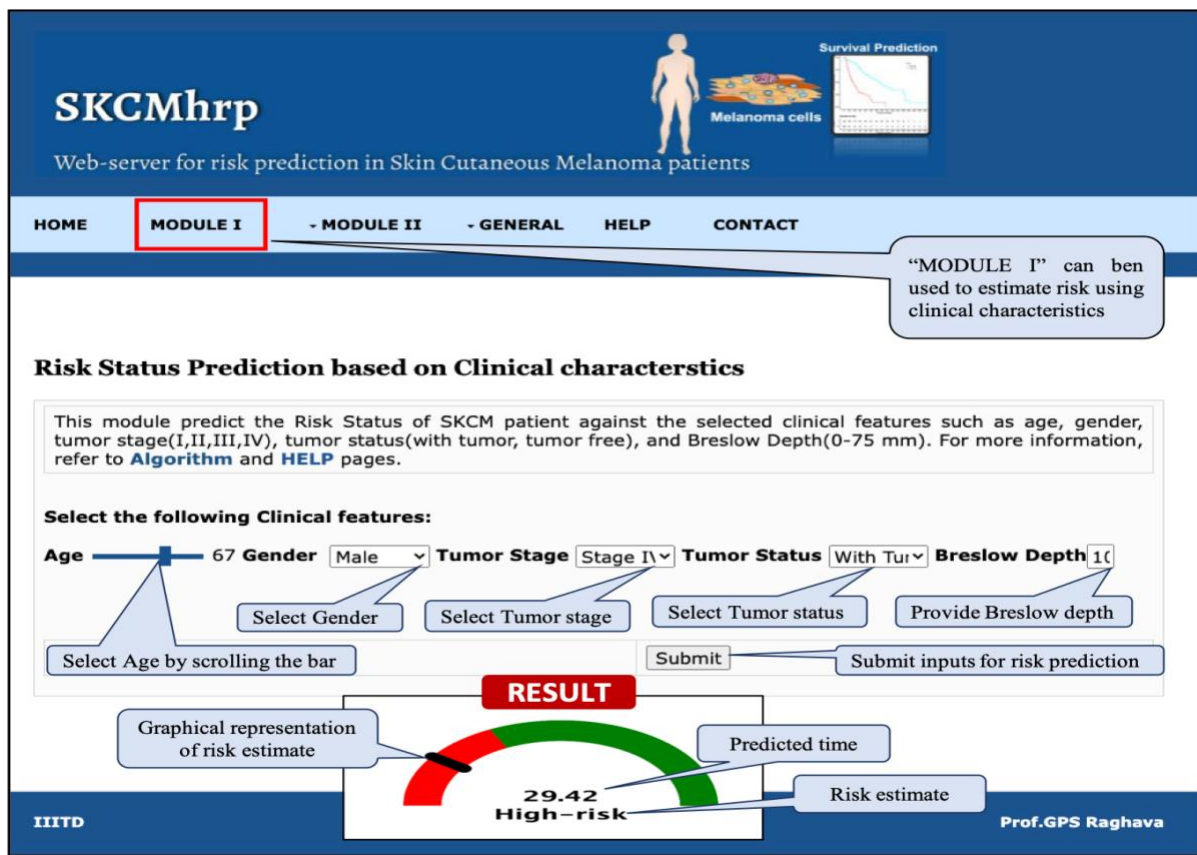 Survival Prediction
SKCMhrp
Melanoma cells
Web-server for risk prediction in Skin Cutaneous Melanoma patients
HOME MODULE I MODULE II GENERAL HELP CONTACT
“MODULE I” can ben
used to estimate risk using
clinical characteristics
Risk Status Prediction based on Clinical characterstics
This module predict the Risk Status of SKCM patient against the selected clinical features such as age, gender,
tumor stage(I,II,III,IV), tumor status(with tumor, tumor free), and Breslow Depth(0-75 mm). For more information,
refer to Algorithm and HELP pages.
Select the following Clinical features:
Age 67 Gender Male Tumor Stage Stage Tumor Status With Breslow Depth
Select Gender Select Tumor stage Select Tumor status Provide Breslow depth
Select Age by scrolling the bar Submit Submit inputs for risk prediction
RESULT
Graphical representation
of risk estimate
Predicted time
29.42
High-risk
Risk estimate
IIITD Prof.GPS Raghava